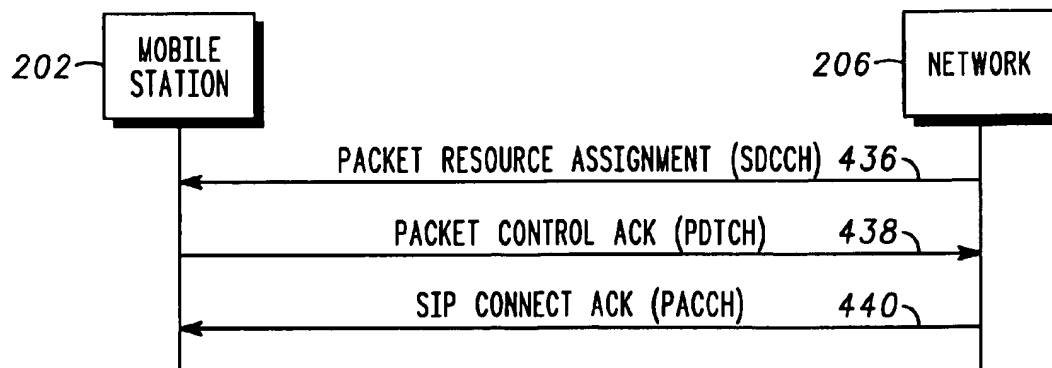 202
MOBILE
STATION
206
NETWORK
PACKET RESOURCE ASSIGNMENT (SDCCH) 436
PACKET CONTROL ACK (PDTCH) 438
SIP CONNECT ACK (PACCH) 440